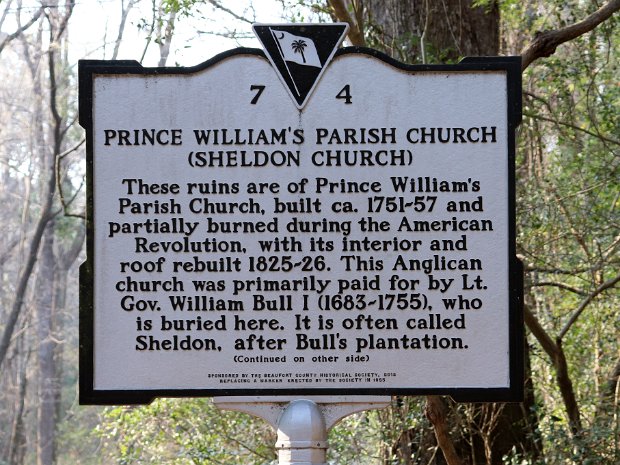 7 4
PRINCE WILLIAM'S PARISH CHURCH
(SHELDON CHURCH)
These ruins are of Prince William's
Parish Church, built ca. 1751-57 and
partially burned during the American
Revolution, with its interior and
roof rebuilt 1825-26. This Anglican
church was primarily paid for by Lt.
Gov. William Bull I (1683-1755), who
is buried here. It is often called
Sheldon, after Bull's plantation.
(Continued on other side)
SPONSORED BY THE BEAUFORT COUNTY HISTORICAL SOCIETY, 2012
REPLACING A MARKER ERECTED BY THE SOCIETY IN 1955